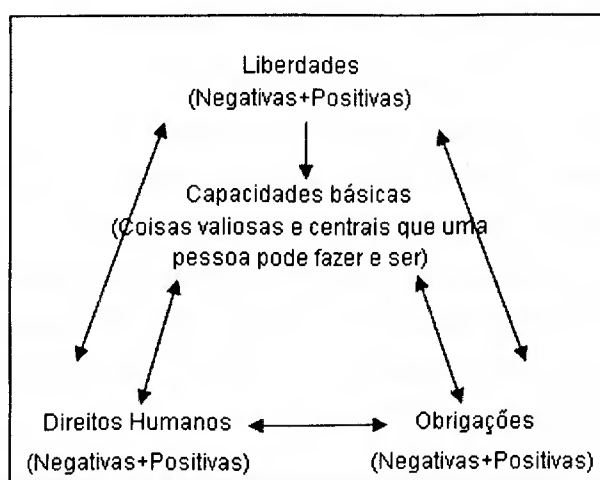 Liberdades
(Negativas+Positivas)
Capacidades básicas
(Coisas valiosas e centrais que uma
pessoa pode fazer e ser)
Direitos Humanos
(Negativas+Positivas)
Obrigações
(Negativas+Positivas)